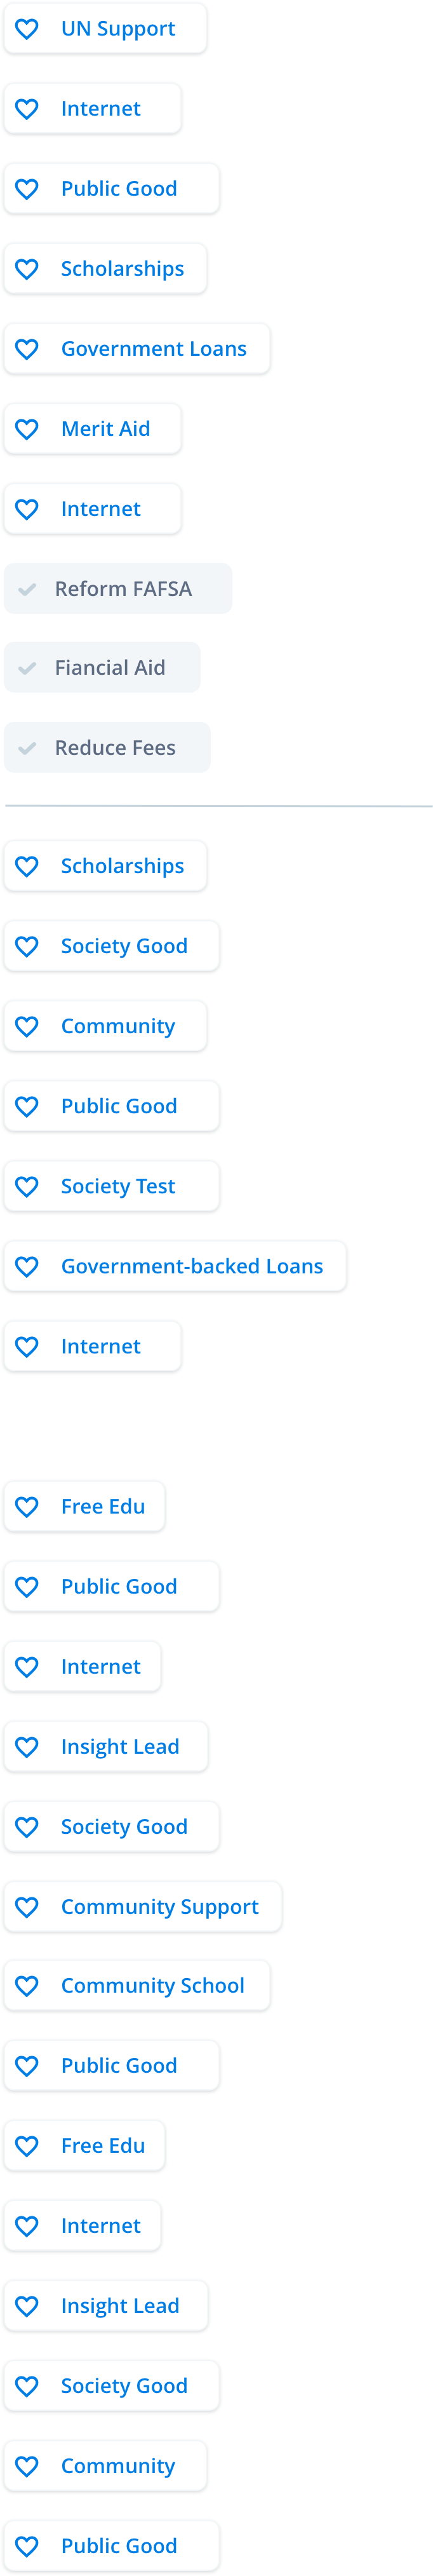 UN Support
Internet
Public Good
Scholarships
Government Loans
Merit Aid
Internet
Reform FAFSA
Fiancial Aid
Reduce Fees
Scholarships
Society Good
Community
Public Good
Society Test
Government-backed Loans
Internet
Free Edu
Public Good
Internet
Insight Lead
Society Good
Community Support
Community School
Public Good
Free Edu
Internet
Insight Lead
Society Good
Community
Public Good